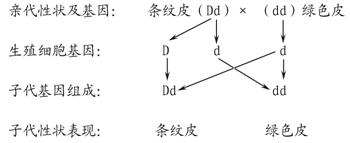 亲代性状及基因： 条纹皮（Dd）×（dd）绿色皮
生殖细胞基因： D d d
子代基因组成： Dd dd
子代性状表现： 条纹皮 绿色皮